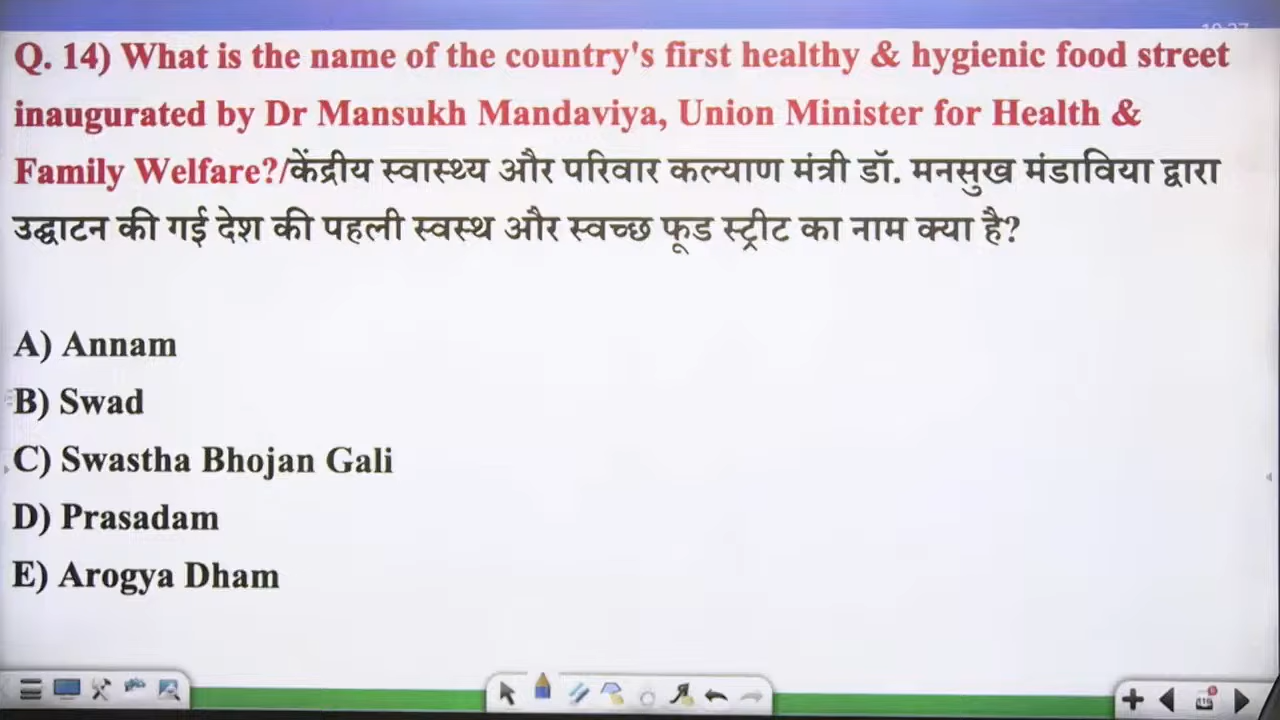 Q. 14) What is the name of the country's first healthy & hygienic food street
inaugurated by Dr Mansukh Mandaviya, Union Minister for Health &
Family Welfare?/केंद्रीय स्वास्थ्य और परिवार कल्याण मंत्री डॉ. मनसुख मंडाविया द्वारा
उद्घाटन की गई देश की पहली स्वस्थ और स्वच्छ फूड स्ट्रीट का नाम क्या है?
A) Annam
B) Swad
C) Swastha Bhojan Gali
D) Prasadam
E) Arogya Dham